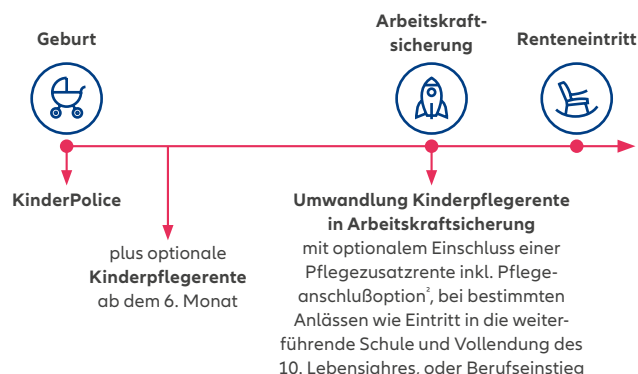 Geburt
Arbeitskraft-
sicherung
Renteneintritt
KinderPolice
plus optionale
Kinderpflegerente
ab dem 6. Monat
Umwandlung Kinderpflegerente
in Arbeitskraftsicherung
mit optionalem Einschluss einer
Pflegezusatzrente inkl. Pflege-
anschlußoption², bei bestimmten
Anlässen wie Eintritt in die weiter-
führende Schule und Vollendung des
10. Lebensjahres, oder Berufseinstieg